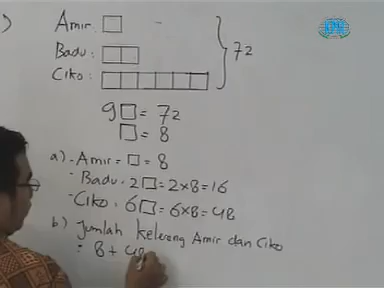 )
Amir: □
Badu: □□
Ciko: □□□□□□
72
9□ = 72
□ = 8
a) - Amir = □ = 8
- Badu = 2□ = 2×8 = 16
- Ciko = 6□ = 6×8 = 48
b) Jumlah kelereng Amir dan Ciko
= 8 + 48